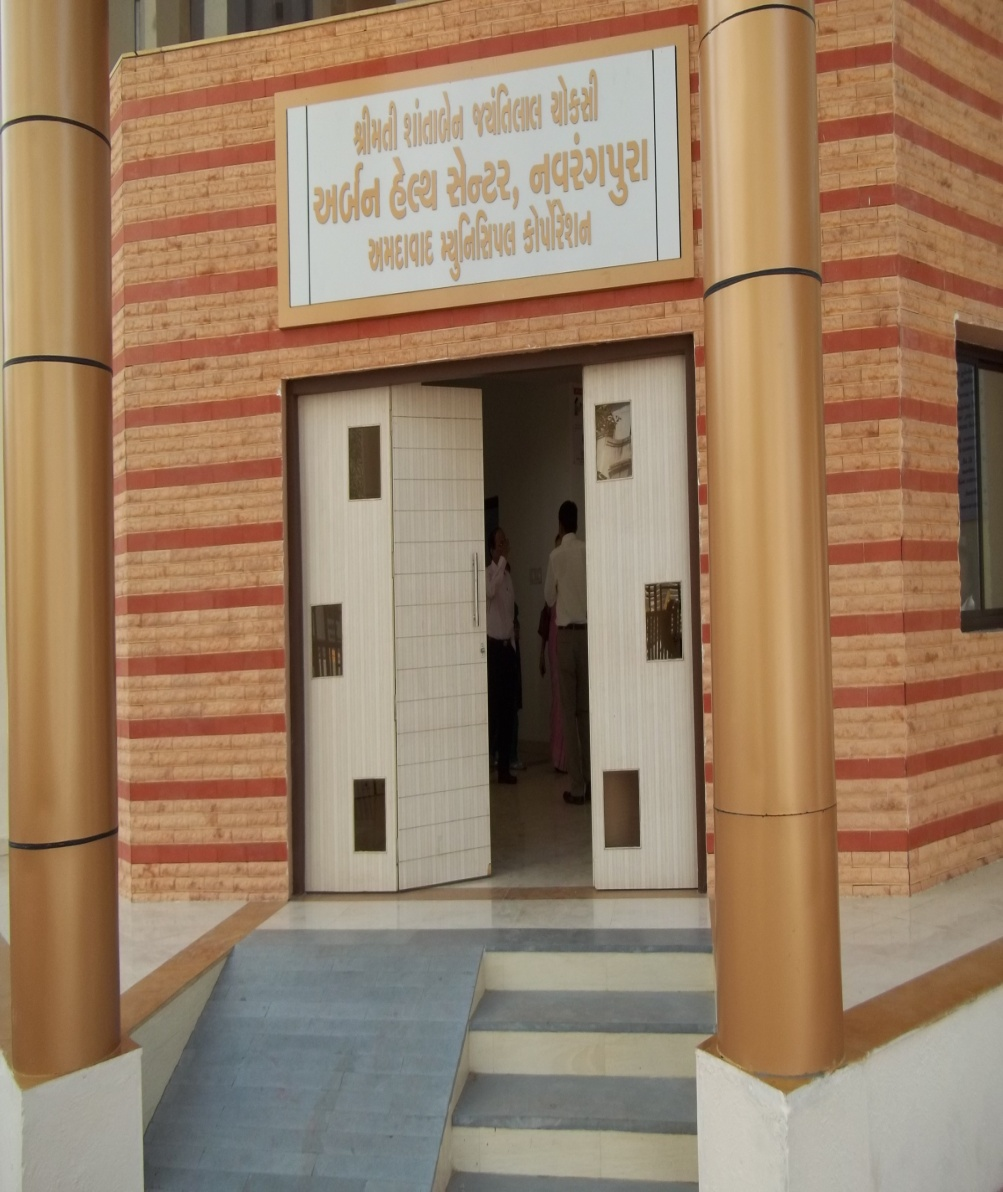 શ્રીમતી શાંતાબેન જયંતિલાલ ચોકસી
અર્બન હેલ્થ સેન્ટર, નવરંગપુરા
અમદાવાદ મ્યુનિસિપલ કોર્પોરેશન